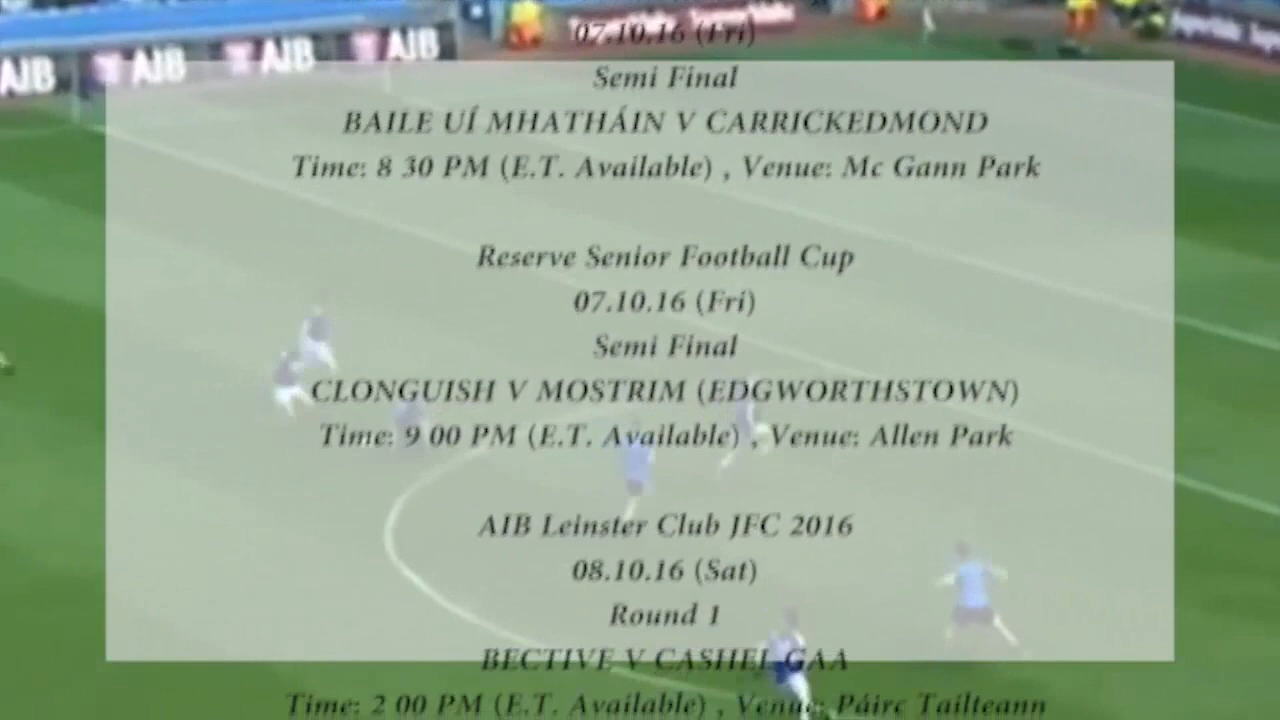 07.10.16 (Fri)
AIB AIB AIB AIB
Semi Final
BAILE UÍ MHATHÁIN V CARRICKEDMOND
Time: 8 30 PM (E.T. Available) , Venue: Mc Gann Park
Reserve Senior Football Cup
07.10.16 (Fri)
Semi Final
CLONGUISH V MOSTRIM (EDGWORTHSTOWN)
Time: 9 00 PM (E.T. Available) , Venue: Allen Park
AIB Leinster Club JFC 2016
08.10.16 (Sat)
Round 1
BECTIVE V CASHEL GAA
Time: 2 00 PM (E.T. Available) , Venue: Páirc Tailteann